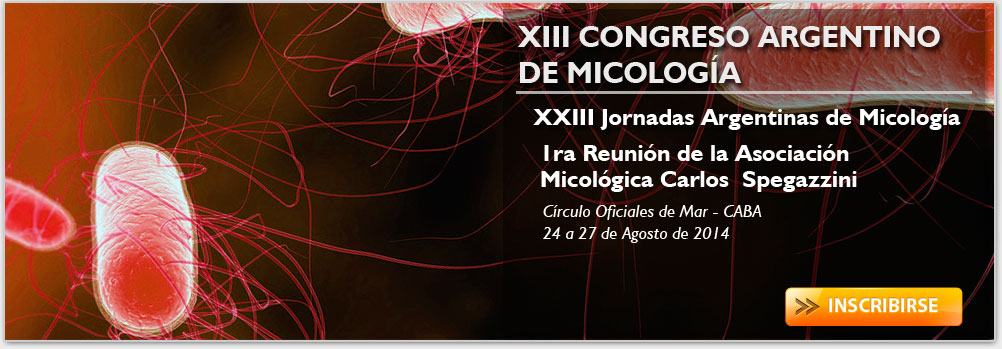 XIII CONGRESO ARGENTINO
DE MICOLOGÍA
XXIII Jornadas Argentinas de Micología
1ra Reunión de la Asociación
Micológica Carlos Spegazzini
Círculo Oficiales de Mar - CABA
24 a 27 de Agosto de 2014
INSCRIBIRSE